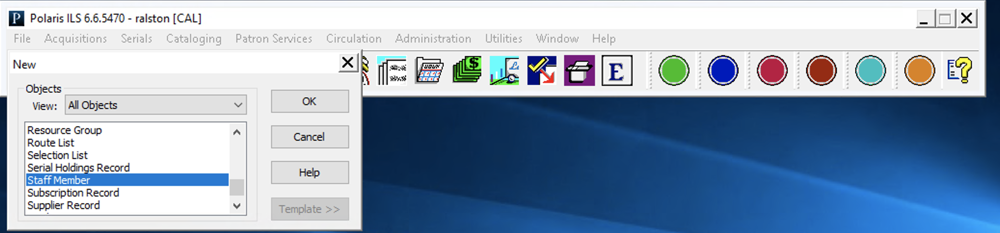 P Polaris ILS 6.6.5470 - ralston [CAL]
File Acquisitions Serials Cataloging Patron Services Circulation Administration Utilities Window Help
New
Objects
View: All Objects
Resource Group
Route List
Selection List
Serial Holdings Record
Staff Member
Subscription Record
Supplier Record
OK
Cancel
Help
Template >>
$
E